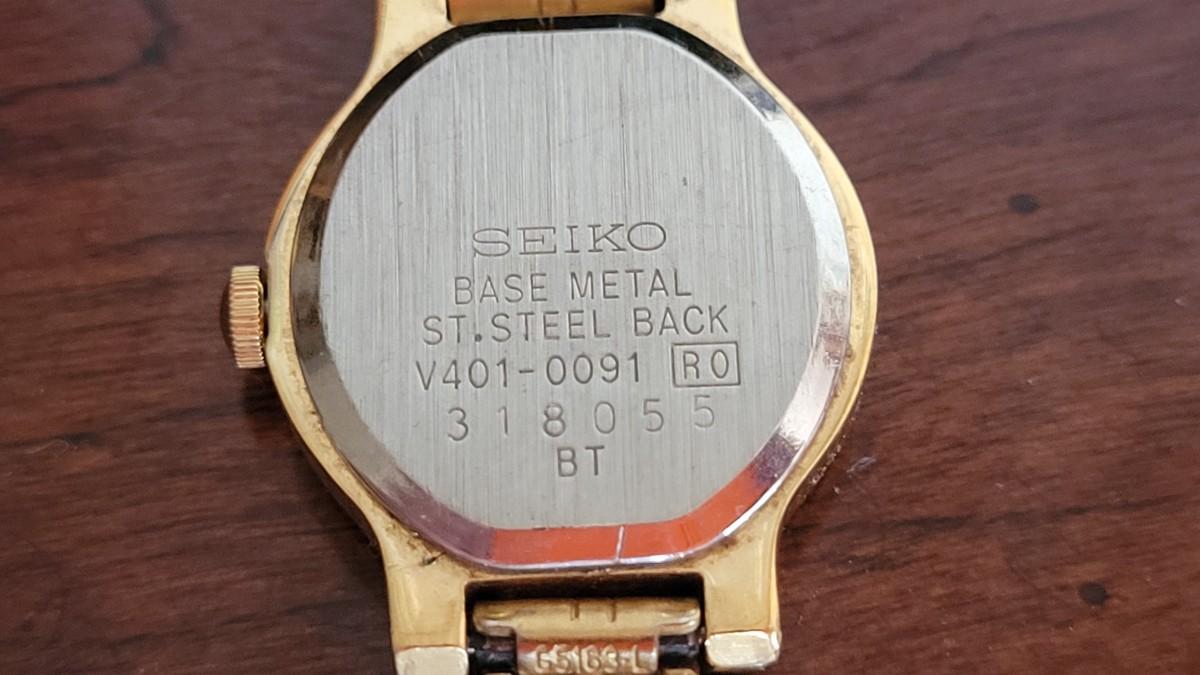 SEIKO
BASE METAL
ST.STEEL BACK
V401-0091 R0
318055
BT
G5163-L